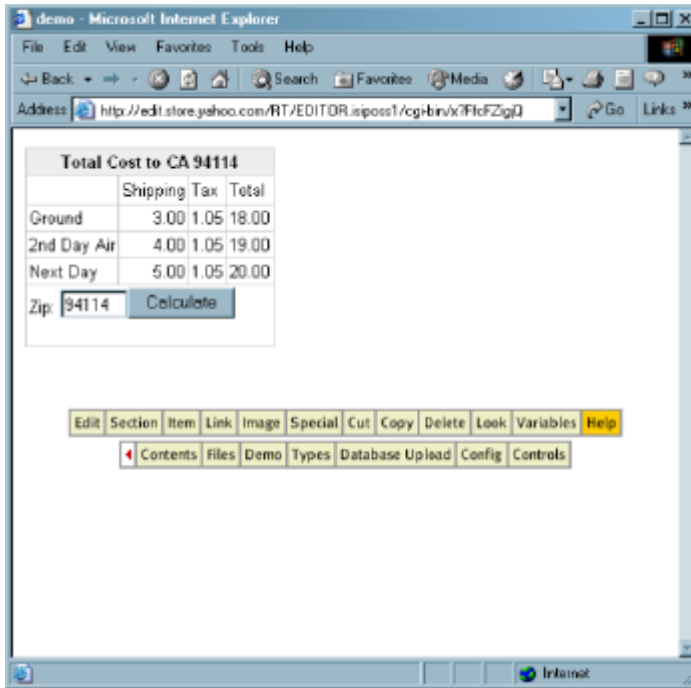 demo - Microsoft Internet Explorer
File Edit View Favorites Tools Help
Back Search Favorites Media
Address http://edit.store.yahoo.com/RT/EDITOR.isiposs1/cgi-bin/x? Go Links »
Total Cost to CA 94114
Shipping Tax Total
Ground 3.00 1.05 18.00
2nd Day Air 4.00 1.05 19.00
Next Day 5.00 1.05 20.00
Zip: 94114 Calculate
Edit Section Item Link Image Special Cut Copy Delete Look Variables Help
Contents Files Demo Types Database Upload Config Controls
Internet